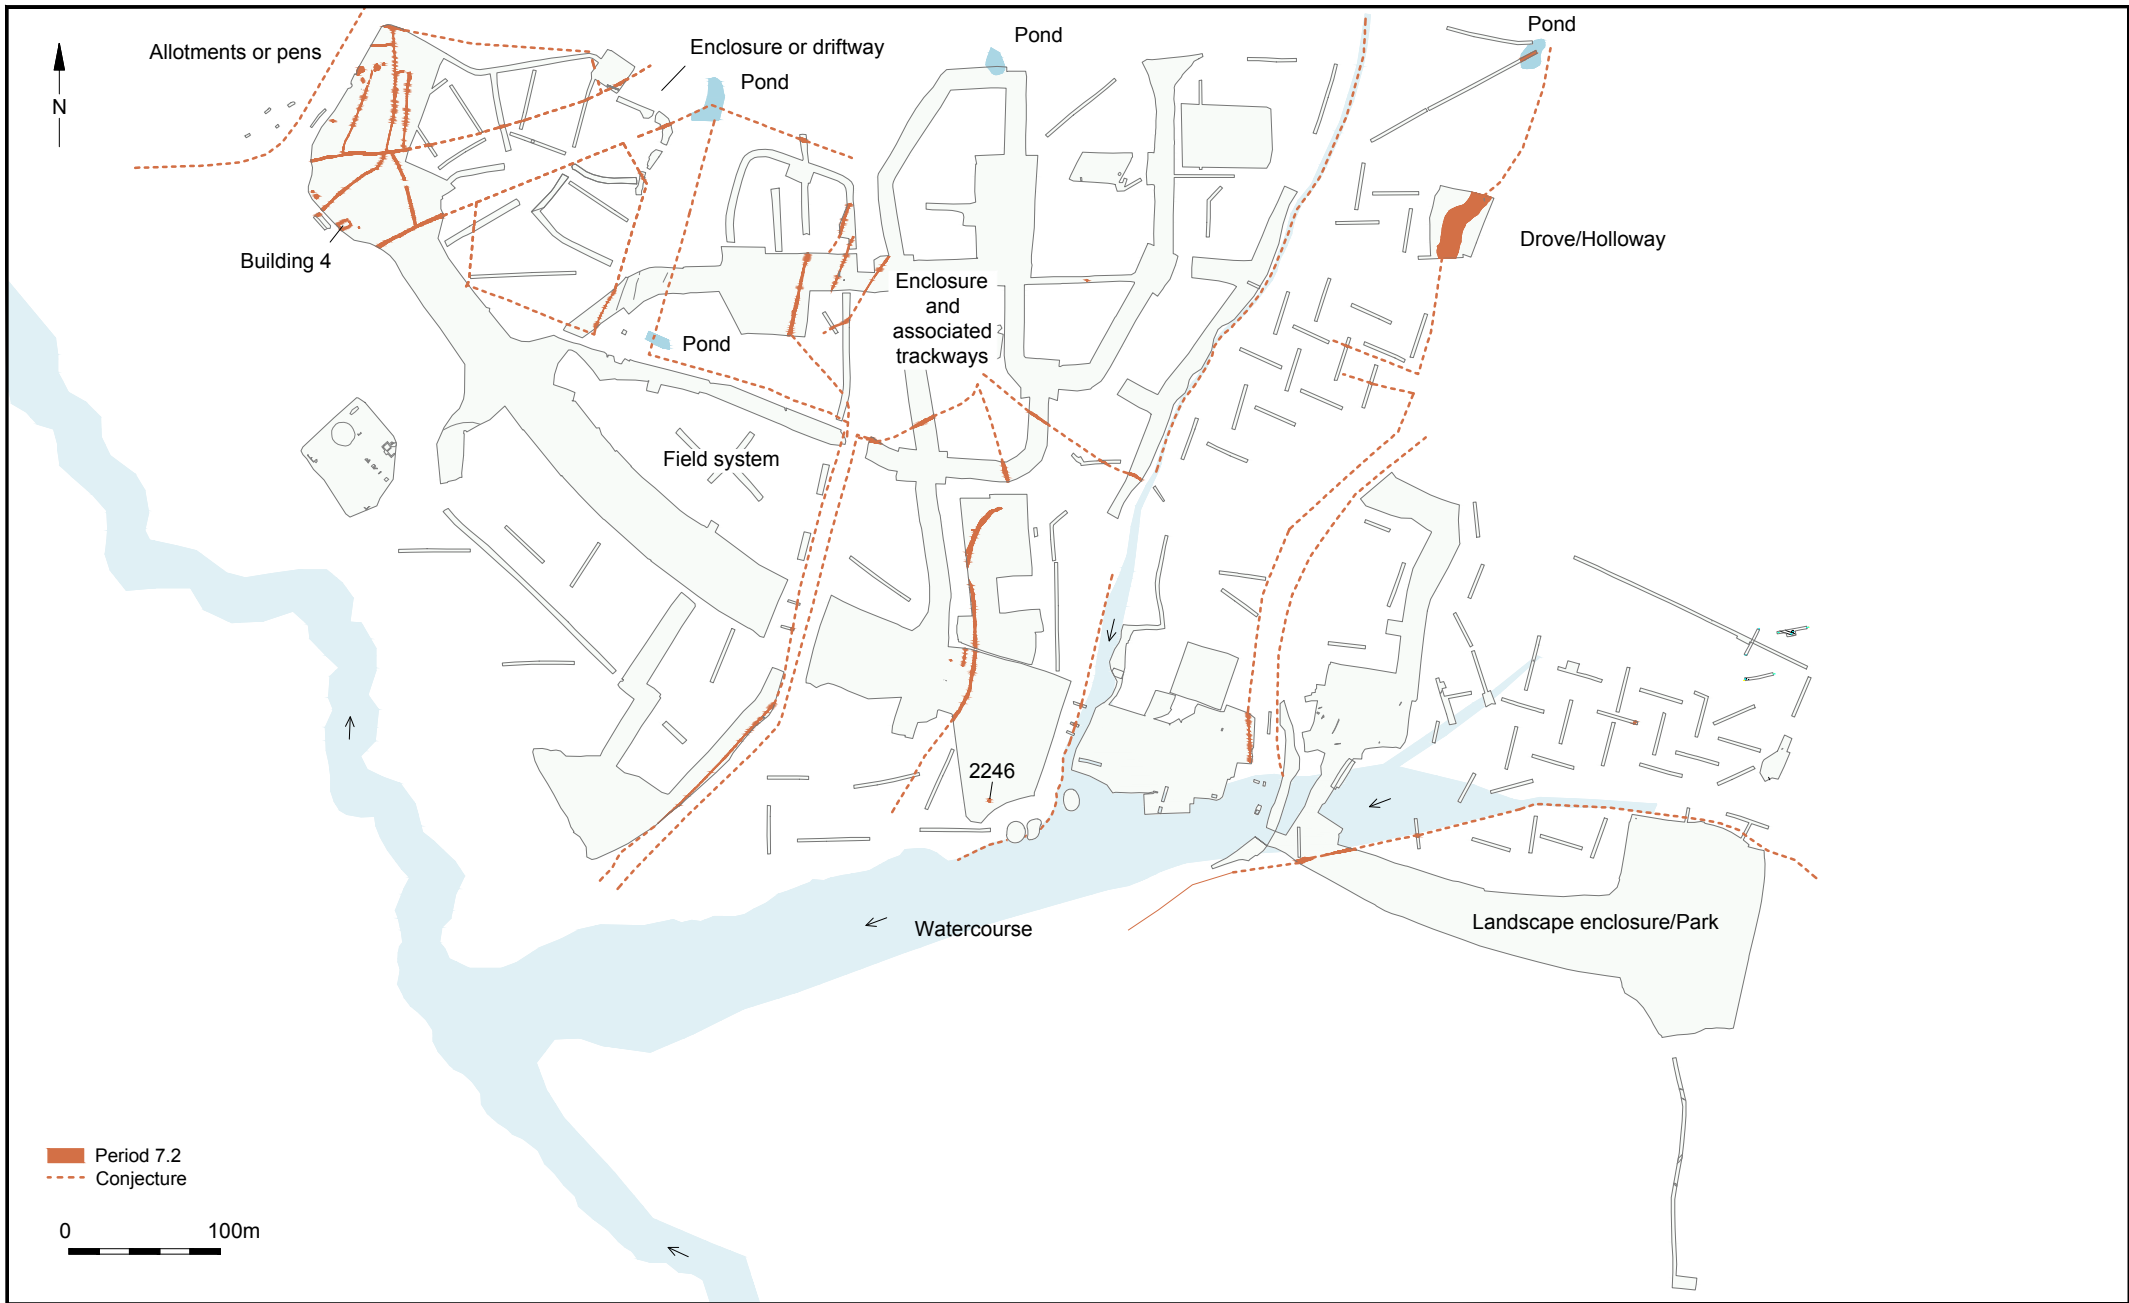 Allotments or pens
N
Enclosure or driftway
Pond
Pond
Pond
Building 4
Drove/Holloway
Enclosure
and
associated
trackways
Pond
Field system
2246
Watercourse
Landscape enclosure/Park
Period 7.2
Conjecture
0 100m